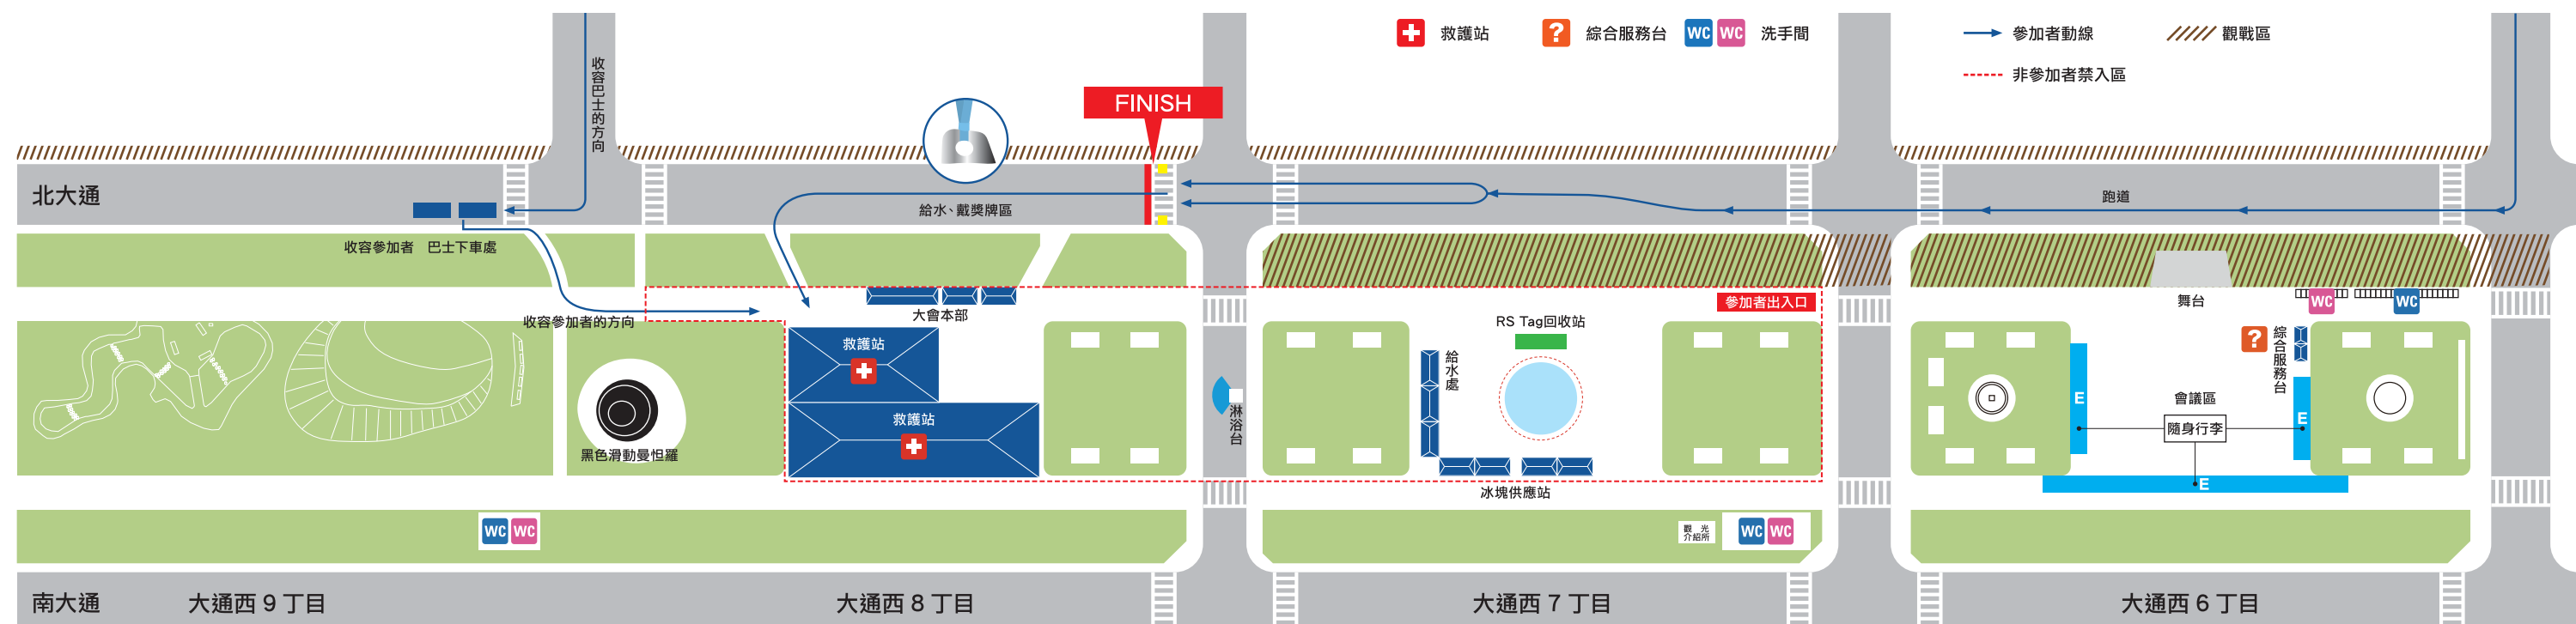 救護站
? 綜合服務台
WC WC 洗手間
參加者動線
觀戰區
非參加者禁入區
收容巴士的方向
FINISH
北大通
給水、戴獎牌區
跑道
收容參加者 巴士下車處
收容參加者的方向
大會本部
參加者出入口
舞台
WC
WC
救護站
救護站
RS Tag回收站
給水處
?
綜合服務台
E
E
會議區
隨身行李
E
淋浴台
黑色滑動曼怛羅
冰塊供應站
WC WC
觀 光
介紹所
WC WC
南大通
大通西 9 丁目
大通西 8 丁目
大通西 7 丁目
大通西 6 丁目